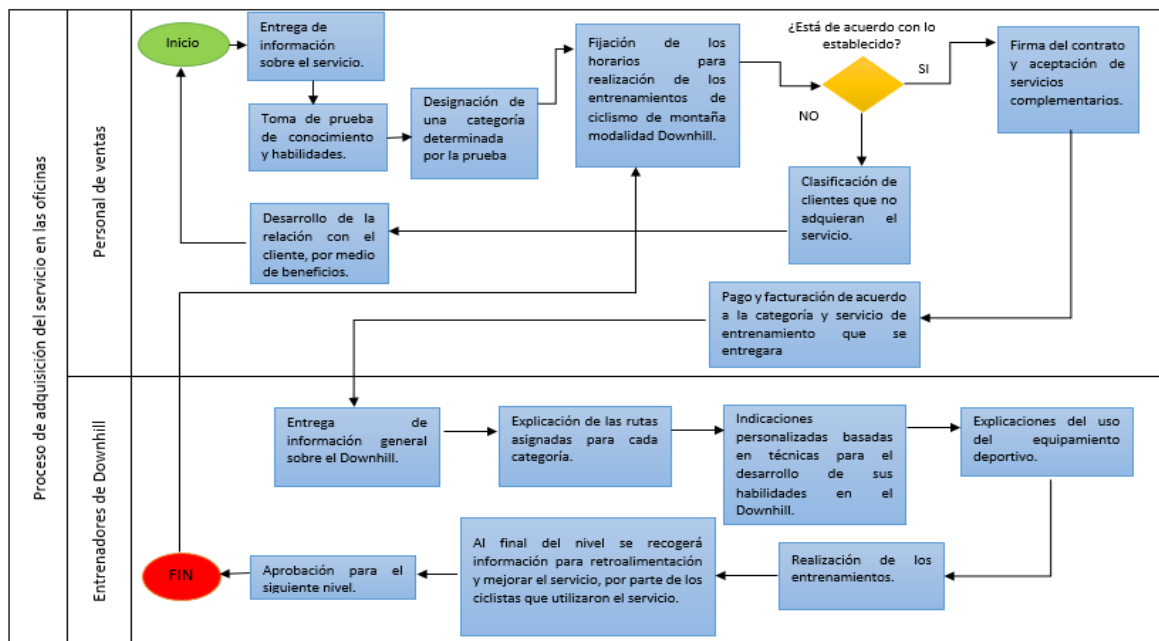 Proceso de adquisición del servicio en las oficinas
Personal de ventas
Inicio
Entrega de
información
sobre el servicio.
Toma de prueba
de conocimiento
y habilidades.
Designación de
una categoría
determinada
por la prueba
Fijación de los
horarios para
realización de los
entrenamientos de
ciclismo de montaña
modalidad Downhill.
¿Está de acuerdo con lo
establecido?
SI
NO
Firma del contrato
y aceptación de
servicios
complementarios.
Clasificación de
clientes que no
adquieran el
servicio.
Desarrollo de la
relación con el
cliente, por medio
de beneficios.
Pago y facturación de acuerdo
a la categoría y servicio de
entrenamiento que se
entregara
Entrenadores de Downhill
Entrega de
información general
sobre el Downhill.
Explicación de las rutas
asignadas para cada
categoría.
Indicaciones
personalizadas basadas
en técnicas para el
desarrollo de sus
habilidades en el
Downhill.
Explicaciones del uso
del equipamiento
deportivo.
Realización de los
entrenamientos.
Al final del nivel se recogerá
información para retroalimentación
y mejorar el servicio, por parte de los
ciclistas que utilizaron el servicio.
Aprobación para el
siguiente nivel.
FIN